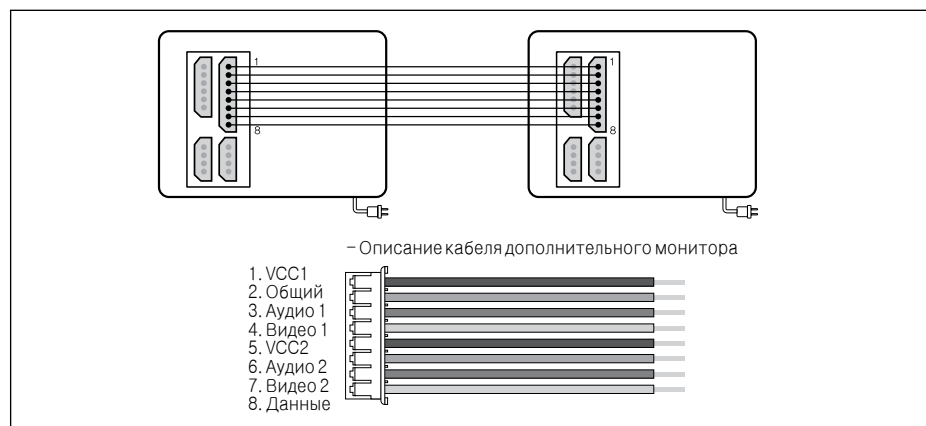 1
1
8
8
– Описание кабеля дополнительного монитора
1. VCC1
2. Общий
3. Аудио 1
4. Видео 1
5. VCC2
6. Аудио 2
7. Видео 2
8. Данные